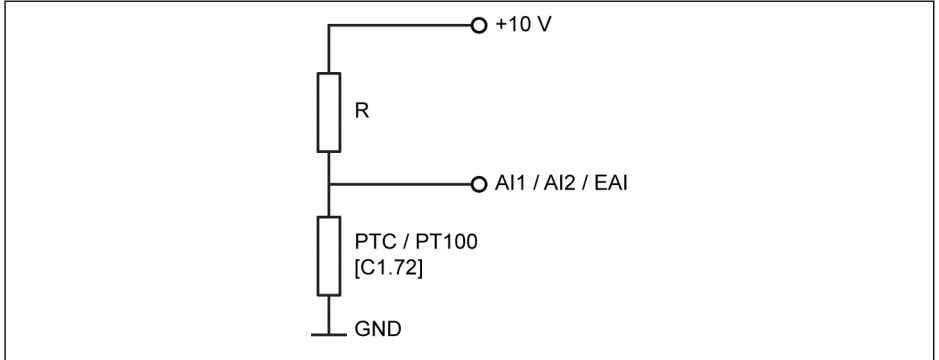 +10 V
R
AI1 / AI2 / EAI
PTC / PT100
[C1.72]
GND